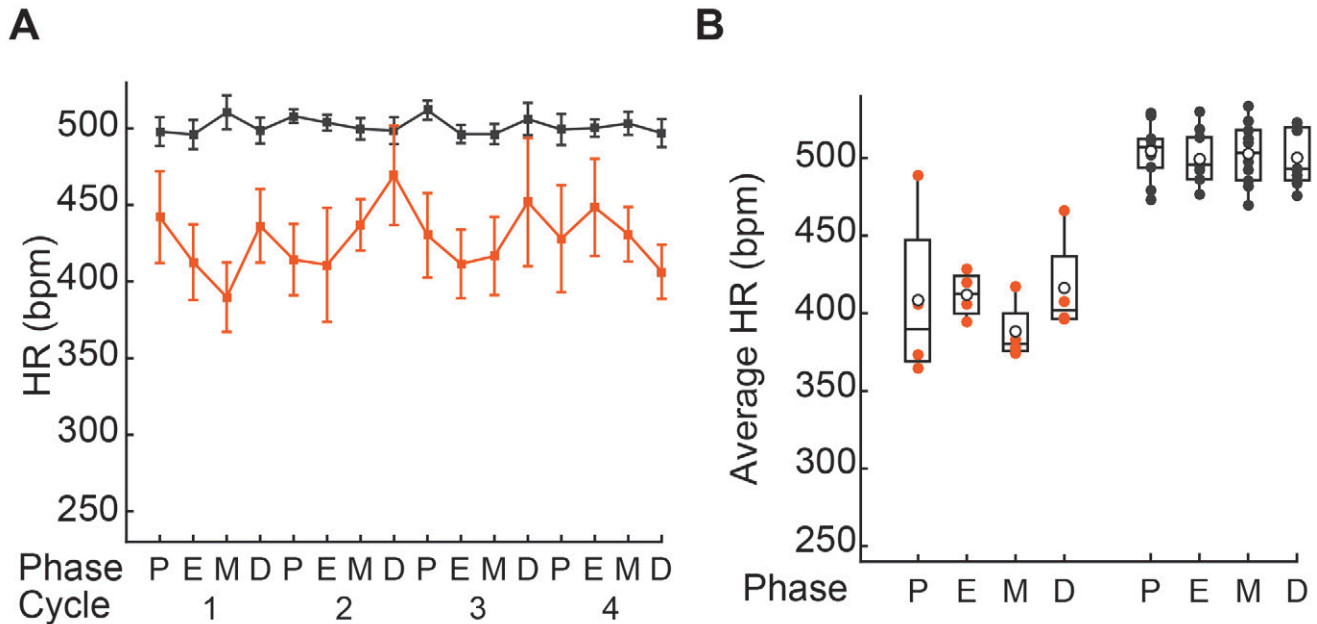 A
HR (bpm)
500
450
400
350
300
250
Phase P E M D P E M D P E M D P E M D
Cycle 1 2 3 4
B
Average HR (bpm)
500
450
400
350
300
250
Phase P E M D P E M D